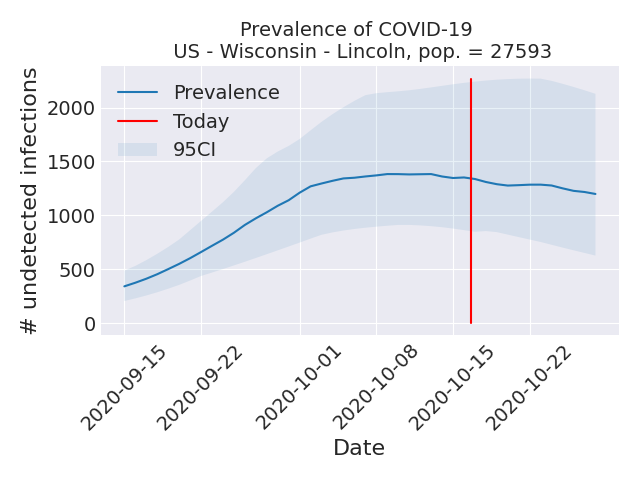 Prevalence of COVID-19
US - Wisconsin - Lincoln, pop. = 27593
Prevalence
Today
95CI
# undetected infections
2000
1500
1000
500
0
2020-09-15
2020-09-22
2020-10-01
2020-10-08
2020-10-15
2020-10-22
Date